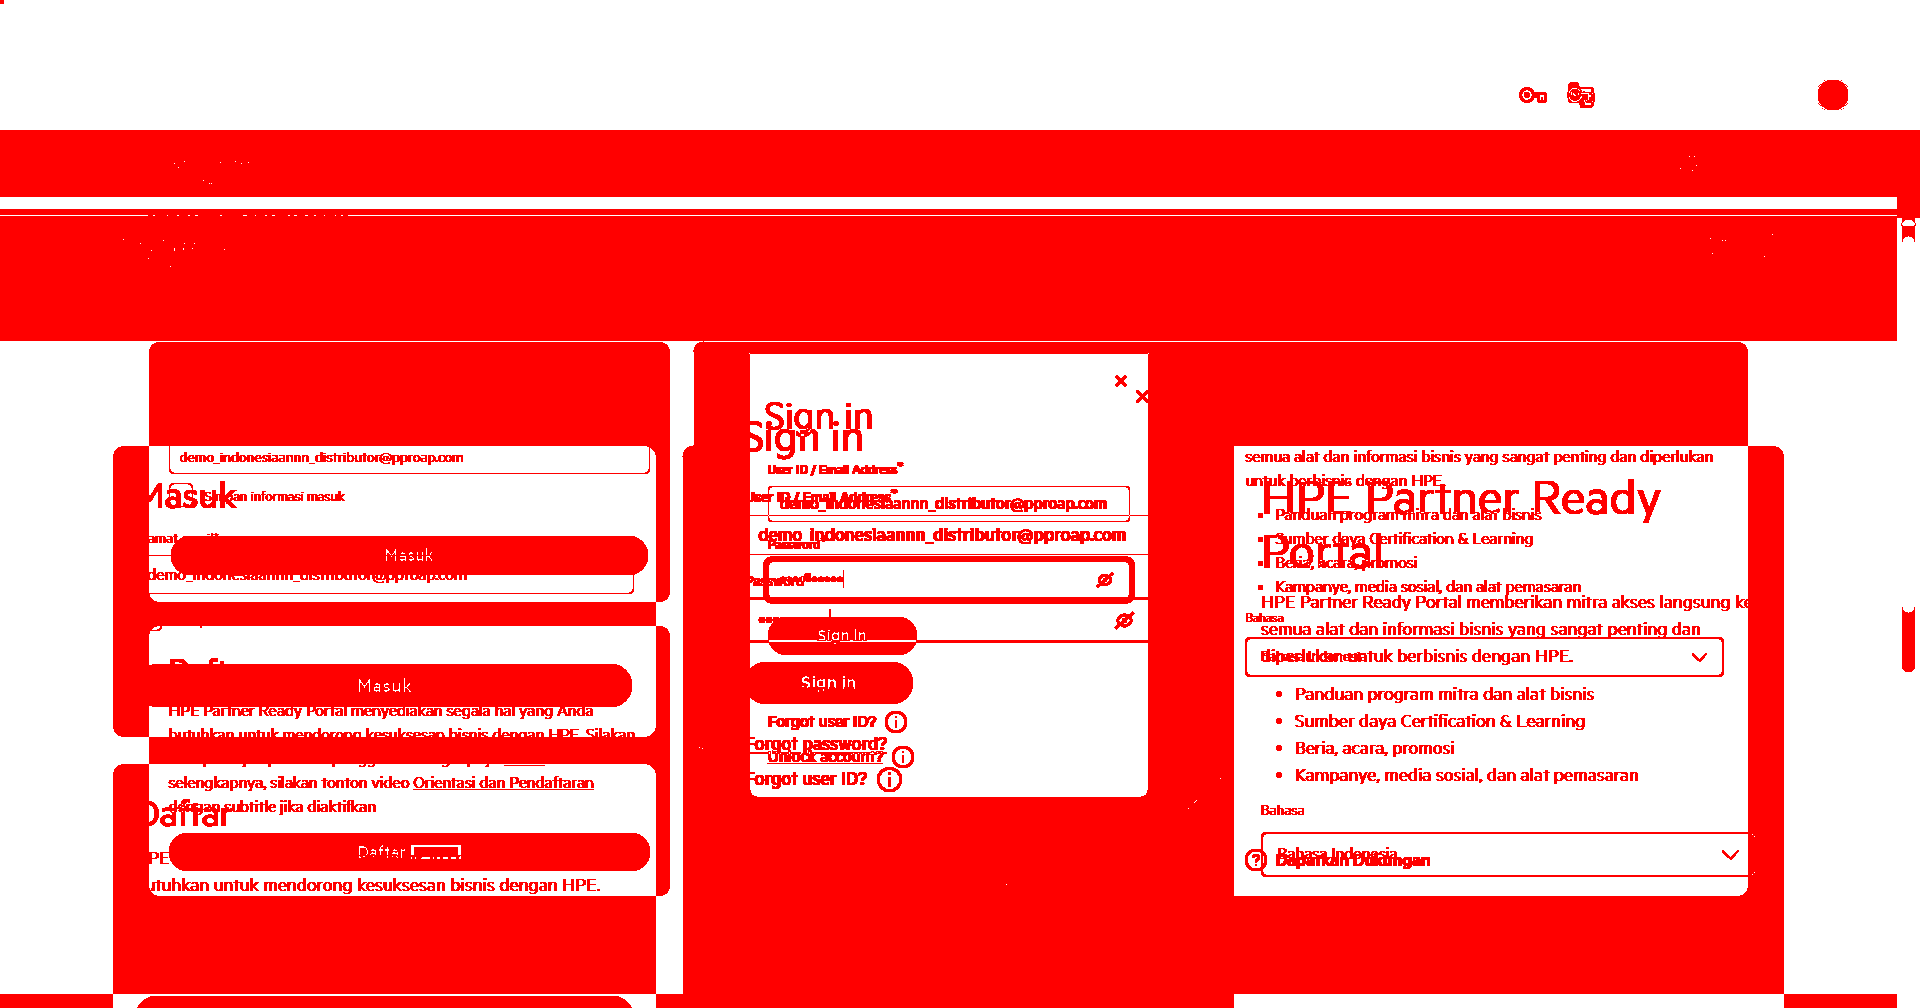 Sign in
Sign in
User ID / Email Address*
User ID / Email Address*
demo_indonesiaannn_distributor@pproap.com
demo_indonesiaannn_distributor@pproap.com
Password
Password
Sign in
Sign in
Forgot user ID?
Forgot password?
Unlock account?
Forgot user ID?
demo_indonesiaannn_distributor@pproap.com
Masuk
informasi masuk
Masuk
demo_indonesiaannn_distributor@pproap.com
Masuk
HPE Partner Ready Portal menyediakan segala hal yang Anda
butuhkan untuk mendorong kesuksesan bisnis dengan HPE. Silakan
selengkapnya, silakan tonton video Orientasi dan Pendaftaran
dengan subtitle jika diaktifkan
Daftar
Daftar
untuk mendorong kesuksesan bisnis dengan HPE.
semua alat dan informasi bisnis yang sangat penting dan diperlukan
untuk berbisnis dengan HPE.
HPE Partner Ready
Portal
Panduan program mitra dan alat bisnis
Sumber daya Certification & Learning
Beria, acara, promosi
Kampanye, media sosial, dan alat pemasaran
HPE Partner Ready Portal memberikan mitra akses langsung ke
Bahasa
semua alat dan informasi bisnis yang sangat penting dan
diperlukan untuk berbisnis dengan HPE.
Panduan program mitra dan alat bisnis
Sumber daya Certification & Learning
Beria, acara, promosi
Kampanye, media sosial, dan alat pemasaran
Bahasa
Bahasa Indonesia
Dapatkan Dukungan